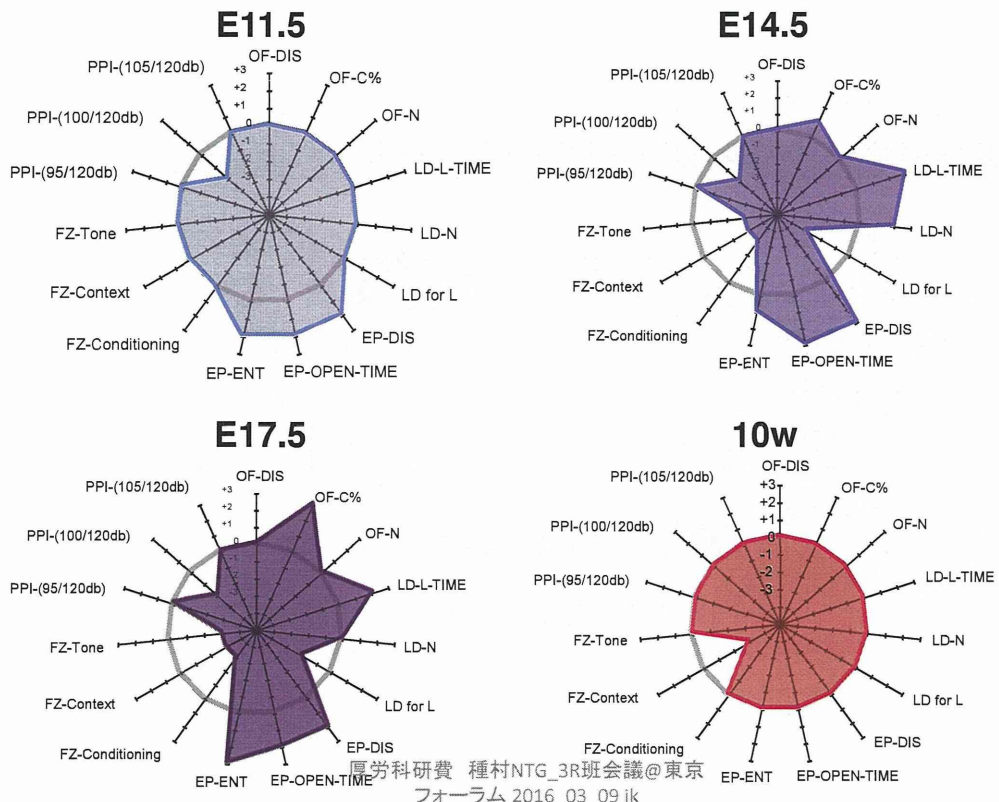 E11.5
OF-DIS
OF-C%
OF-N
LD-L-TIME
LD-N
LD for L
EP-DIS
EP-OPEN-TIME
EP-ENT
FZ-Conditioning
FZ-Context
FZ-Tone
PPI-(95/120db)
PPI-(100/120db)
PPI-(105/120db)
+3
+2
+1
0
E14.5
OF-DIS
OF-C%
OF-N
LD-L-TIME
LD-N
LD for L
EP-DIS
EP-OPEN-TIME
EP-ENT
FZ-Conditioning
FZ-Context
FZ-Tone
PPI-(95/120db)
PPI-(100/120db)
PPI-(105/120db)
+3
+2
+1
0
E17.5
OF-DIS
OF-C%
OF-N
LD-L-TIME
LD-N
LD for L
EP-DIS
EP-OPEN-TIME
EP-ENT
FZ-Conditioning
FZ-Context
FZ-Tone
PPI-(95/120db)
PPI-(100/120db)
PPI-(105/120db)
+3
+2
+1
0
10w
OF-DIS
OF-C%
OF-N
LD-L-TIME
LD-N
LD for L
EP-DIS
EP-OPEN-TIME
EP-ENT
FZ-Conditioning
FZ-Context
FZ-Tone
PPI-(95/120db)
PPI-(100/120db)
PPI-(105/120db)
+3
+2
+1
0
-1
-2
-3
厚労科研費 種村NTG_3R班会議@東京
フォーラム 2016_03_09 jk